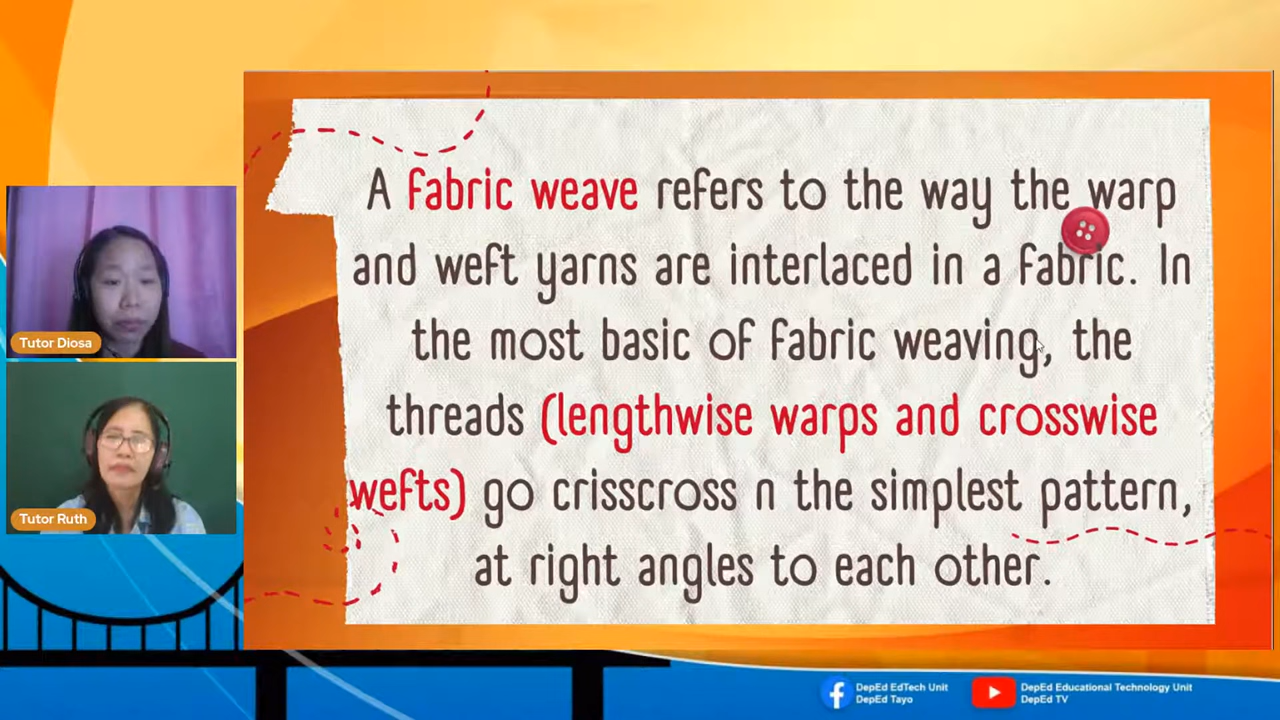 A fabric weave refers to the way the warp
and weft yarns are interlaced in a fabric. In
the most basic of fabric weaving, the
threads (lengthwise warps and crosswise
wefts) go crisscross n the simplest pattern,
at right angles to each other.
Tutor Diosa
Tutor Ruth
DepEd EdTech Unit
DepEd Tayo
DepEd Educational Technology Unit
DepEd TV